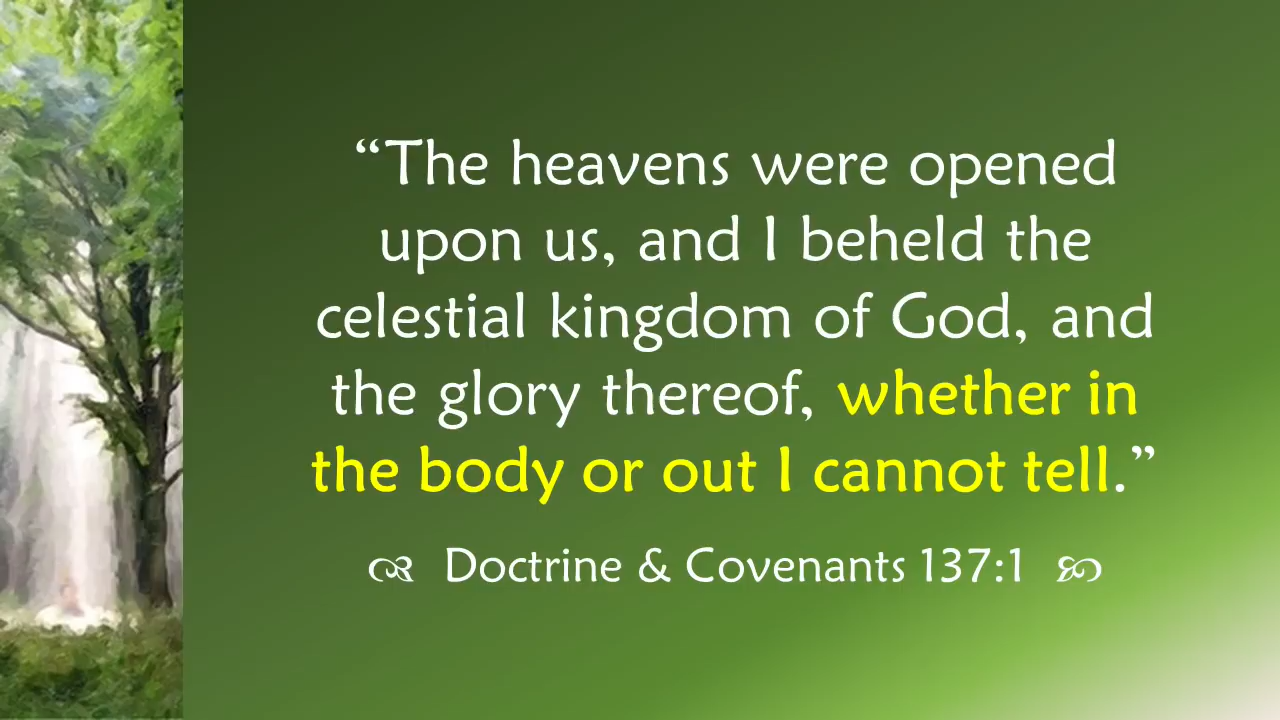 “The heavens were opened
upon us, and I beheld the
celestial kingdom of God, and
the glory thereof, whether in
the body or out I cannot tell.”
Doctrine & Covenants 137:1